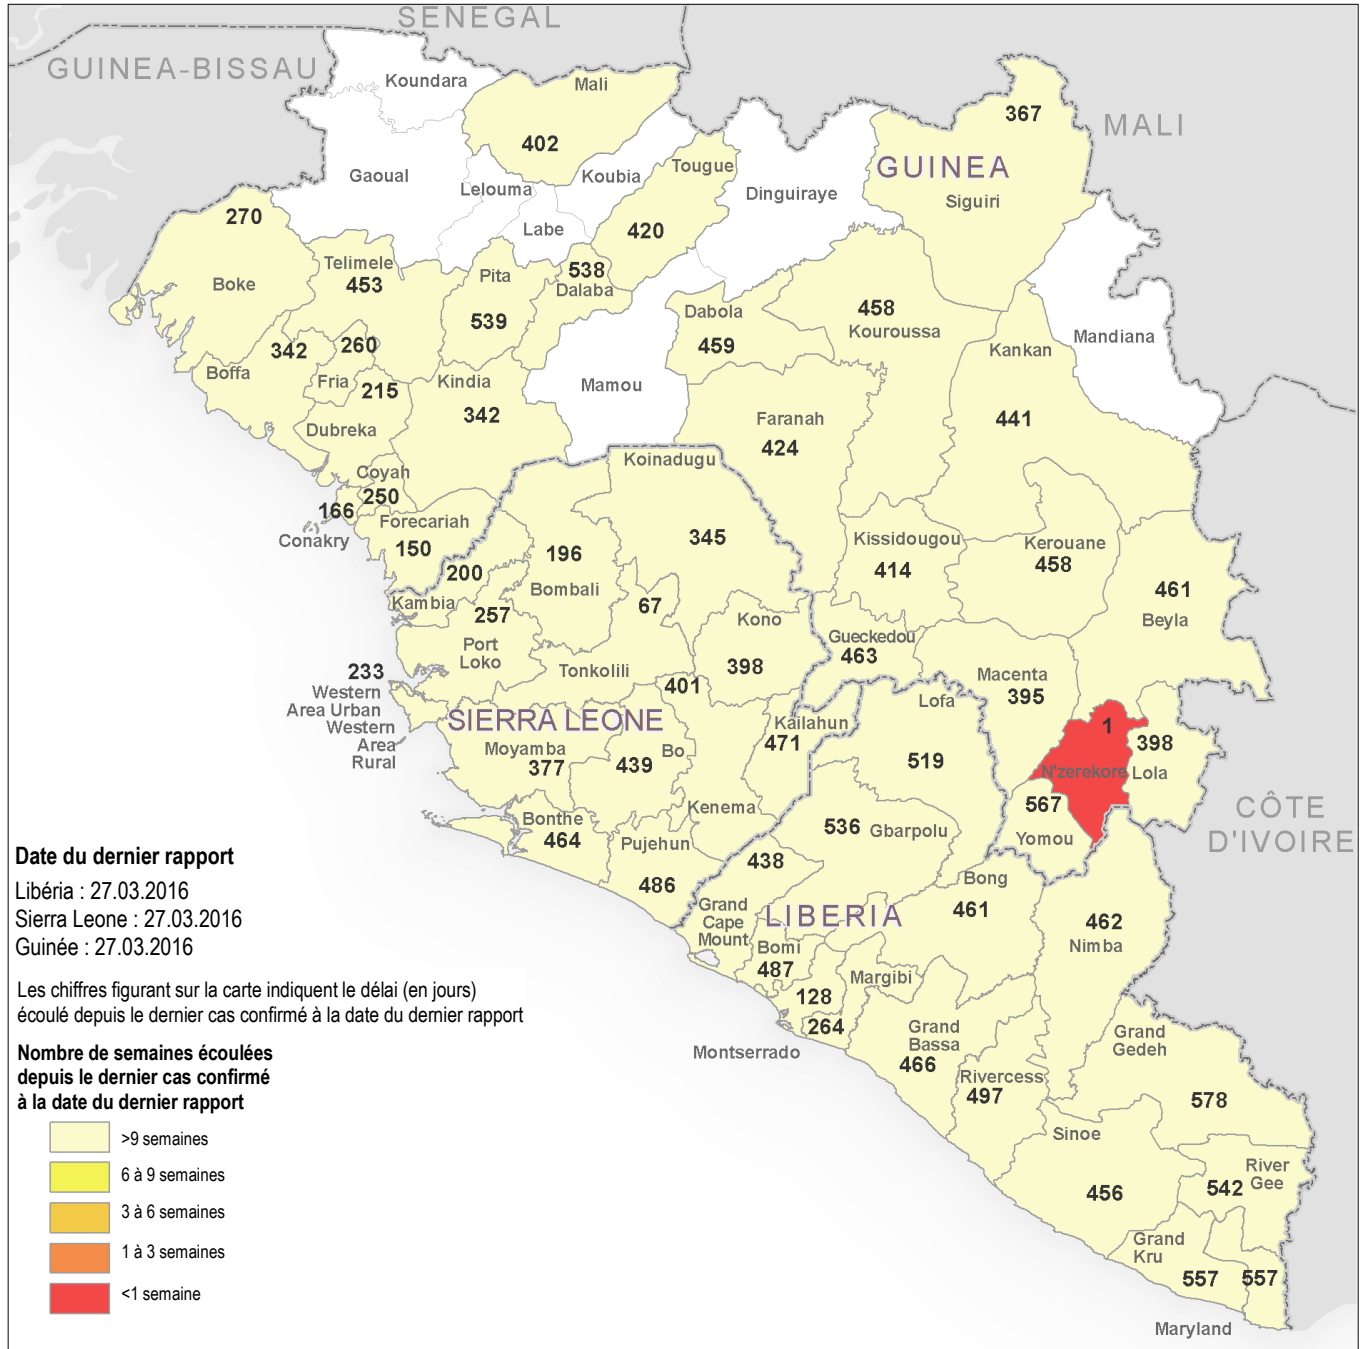 SENEGAL
GUINEA-BISSAU
Koundara
Mali
402
367
MALI
GUINEA
Siguiri
Gaoual
Lelouma
Koubia
Tougue
420
Dinguiraye
Labe
270
Boke
Telimele
453
Pita
539
538
Dalaba
Dabola
459
458
Kouroussa
Kankan
441
Mandiana
342
Boffa
260
Fria
215
Dubreka
Kindia
342
Mamou
Faranah
424
Koinadugu
345
Coyah
250
166
Conakry
Forecariah
150
200
Kambia
196
Bombali
67
Kono
398
Kissidougou
414
Kerouane
458
461
Beyla
257
Port
Loko
Tonkolili
401
Gueckedou
463
Macenta
395
233
Western
Area Urban
Western
Area
Rural
SIERRA LEONE
Moyamba
377
439
Bo
Kailahun
471
Lofa
519
1
N'zerekore
398
Lola
567
Yomou
CÔTE
D'IVOIRE
Bonthe
464
Pujehun
486
Kenema
536
Gbarpolu
438
Grand
Cape
Mount
LIBERIA
Bong
461
462
Nimba
Bomi
487
Margibi
128
264
Montserrado
Grand
Bassa
466
Rivercess
497
Grand
Gedeh
578
Sinoe
456
River
Gee
542
Grand
Kru
557
557
Maryland
Date du dernier rapport
Libéria : 27.03.2016
Sierra Leone : 27.03.2016
Guinée : 27.03.2016
Les chiffres figurant sur la carte indiquent le délai (en jours)
écoulé depuis le dernier cas confirmé à la date du dernier rapport
Nombre de semaines écoulées
depuis le dernier cas confirmé
à la date du dernier rapport
>9 semaines
6 à 9 semaines
3 à 6 semaines
1 à 3 semaines
<1 semaine